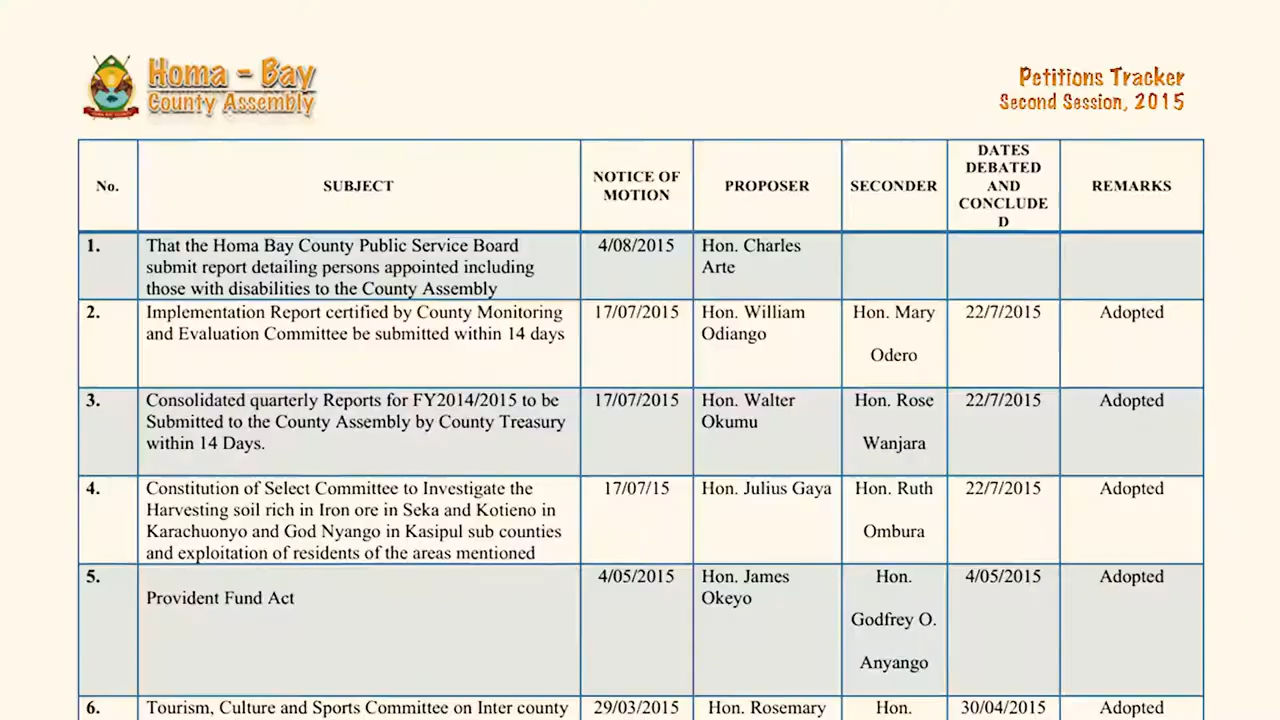 Homa - Bay
County Assembly
Petitions Tracker
Second Session, 2015
No.
SUBJECT
NOTICE OF
MOTION
PROPOSER
SECONDER
DATES
DEBATED
AND
CONCLUDE
D
REMARKS
1.
That the Homa Bay County Public Service Board
submit report detailing persons appointed including
those with disabilities to the County Assembly
4/08/2015
Hon. Charles
Arte
2.
Implementation Report certified by County Monitoring
and Evaluation Committee be submitted within 14 days
17/07/2015
Hon. William
Odiango
Hon. Mary
Odero
22/7/2015
Adopted
3.
Consolidated quarterly Reports for FY2014/2015 to be
Submitted to the County Assembly by County Treasury
within 14 Days.
17/07/2015
Hon. Walter
Okumu
Hon. Rose
Wanjara
22/7/2015
Adopted
4.
Constitution of Select Committee to Investigate the
Harvesting soil rich in Iron ore in Seka and Kotieno in
Karachuonyo and God Nyango in Kasipul sub counties
and exploitation of residents of the areas mentioned
17/07/15
Hon. Julius Gaya
Hon. Ruth
Ombura
22/7/2015
Adopted
5.
Provident Fund Act
4/05/2015
Hon. James
Okeyo
Hon.
Godfrey O.
Anyango
4/05/2015
Adopted
6.
Tourism, Culture and Sports Committee on Inter county
29/03/2015
Hon. Rosemary
Hon.
30/04/2015
Adopted